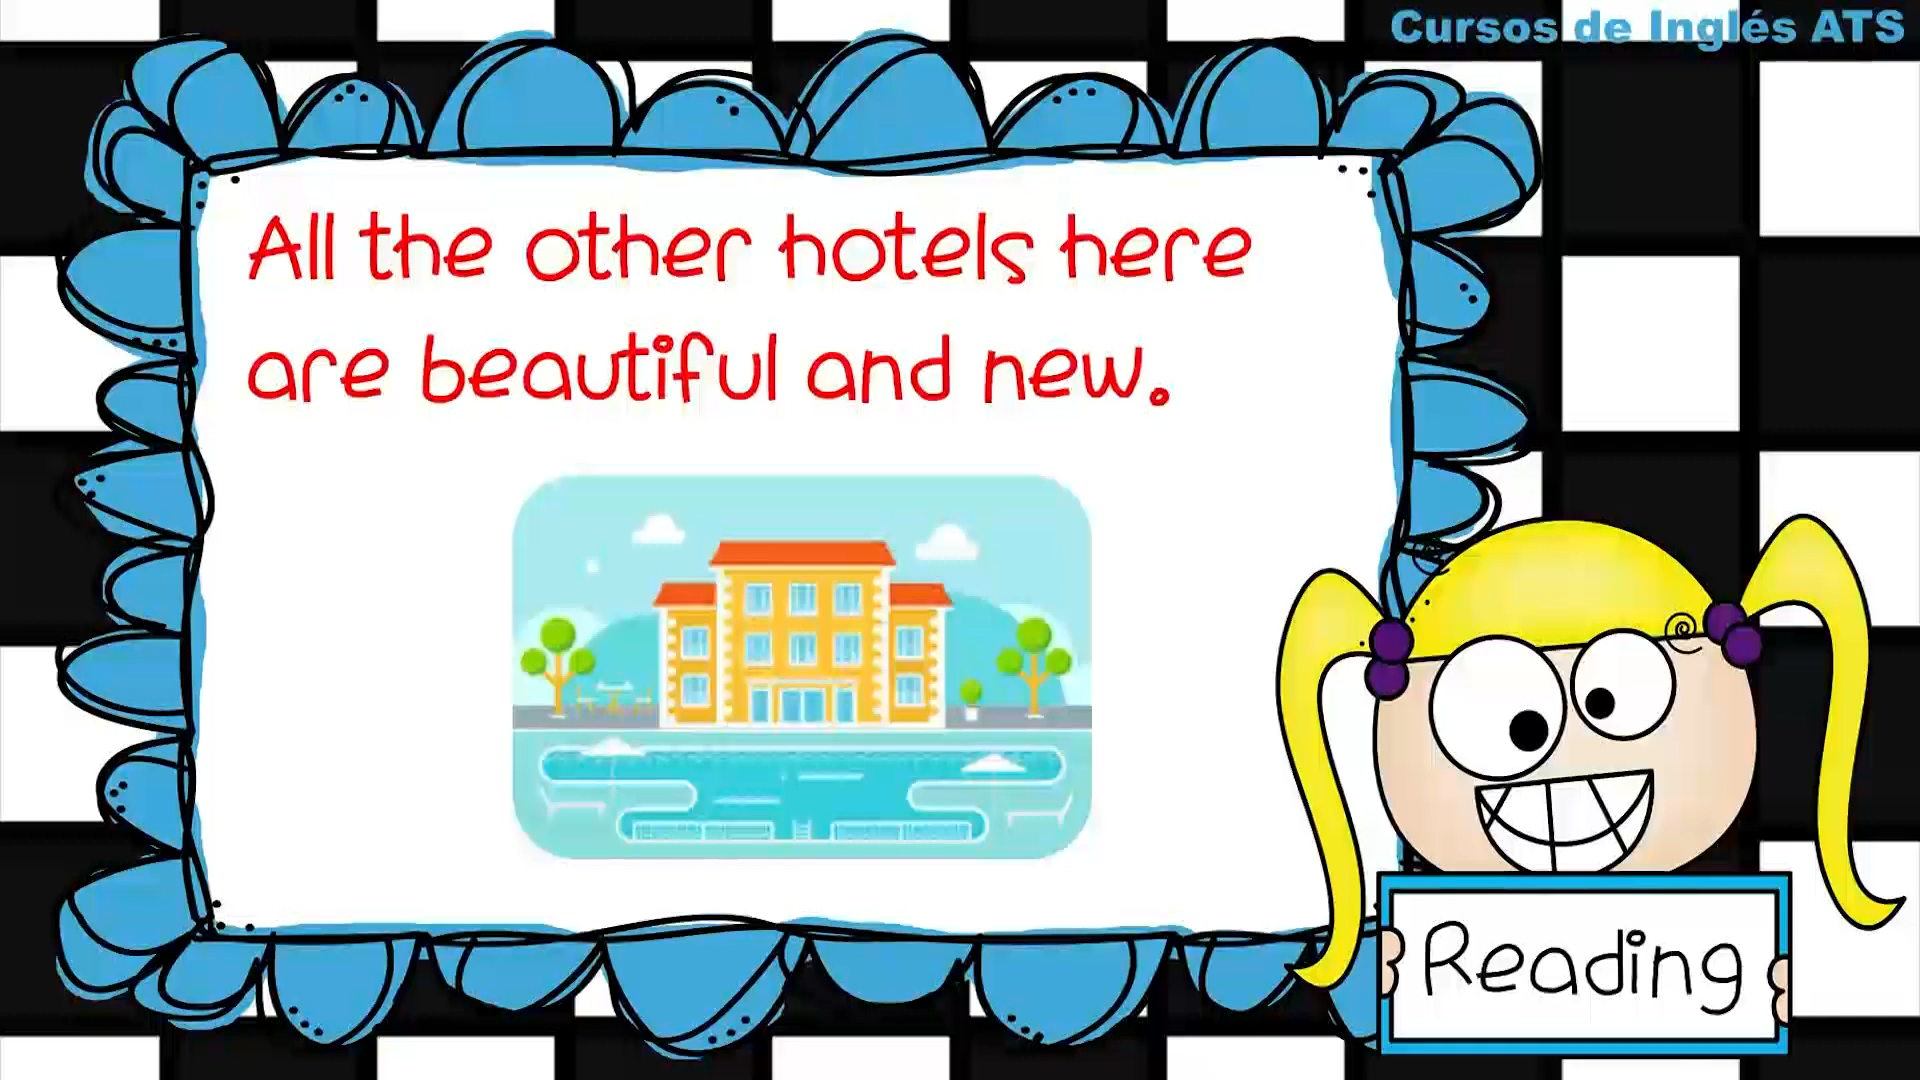 Cursos de Inglés ATS
All the other hotels here
are beautiful and new.
Reading